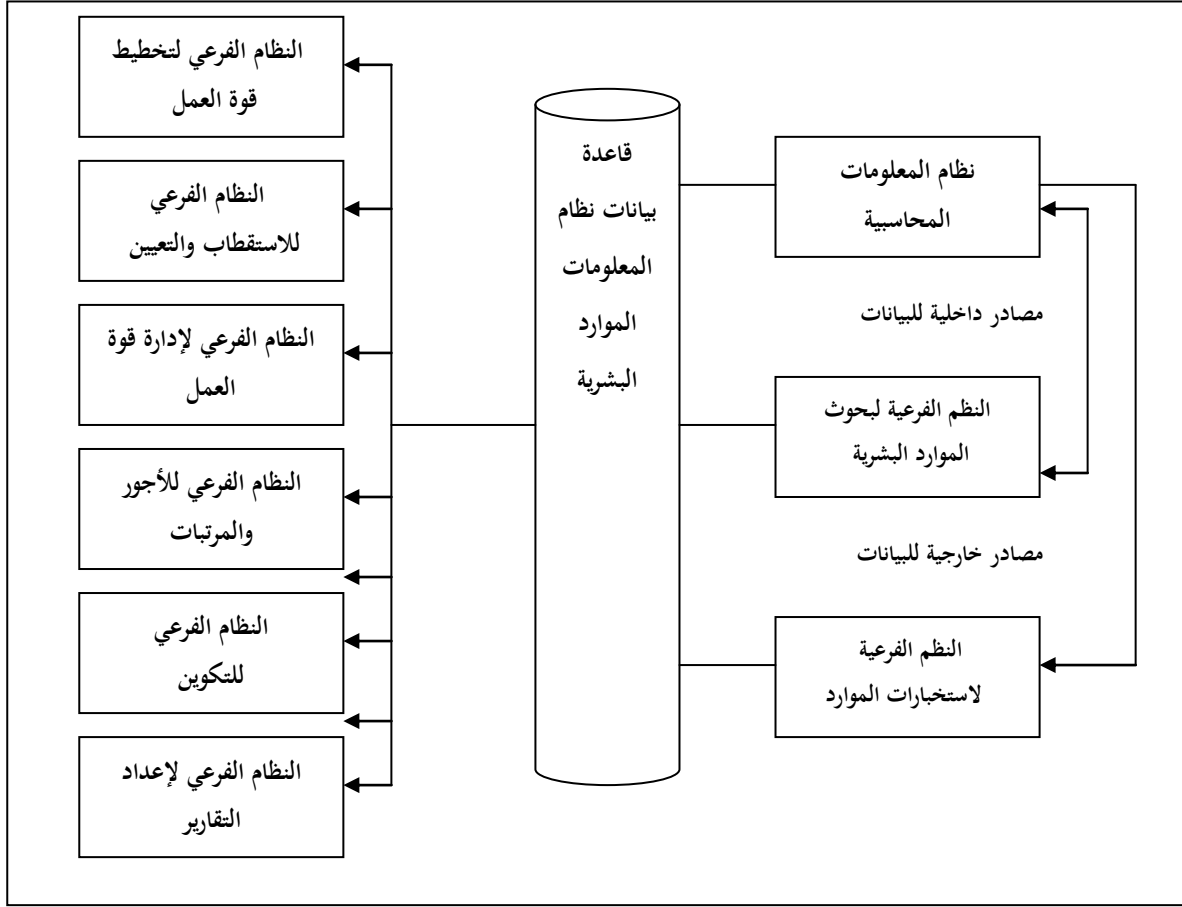 نظام المعلومات
المحاسبية
مصادر داخلية للبيانات
النظم الفرعية لبحوث
الموارد البشرية
مصادر خارجية للبيانات
النظم الفرعية
لاستخبارات الموارد
قاعدة
بيانات نظام
المعلومات
الموارد
البشرية
النظام الفرعي لتخطيط
قوة العمل
النظام الفرعي
للاستقطاب والتعيين
النظام الفرعي لإدارة قوة
العمل
النظام الفرعي للأجور
والمرتبات
النظام الفرعي
للتكوين
النظام الفرعي لإعداد
التقارير